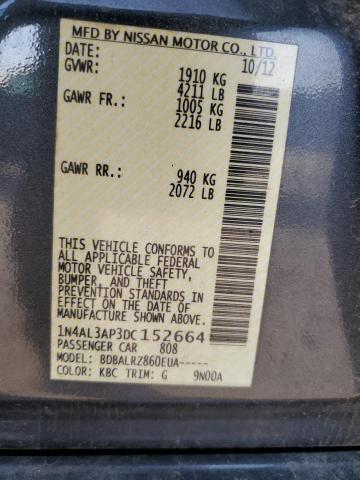 MFD BY NISSAN MOTOR CO., LTD.
DATE: 10/12
GVWR: 1910 KG
4211 LB
GAWR FR.: 1005 KG
2216 LB
GAWR RR.: 940 KG
2072 LB
THIS VEHICLE CONFORMS TO
ALL APPLICABLE FEDERAL
MOTOR VEHICLE SAFETY,
BUMPER, AND THEFT
PREVENTION STANDARDS IN
EFFECT ON THE DATE OF
MANUFACTURE SHOWN ABOVE.
1N4AL3AP3DC152664
PASSENGER CAR 808
MODEL: BDBALRZ860EUA-----
COLOR: KBC TRIM: G 9N00A